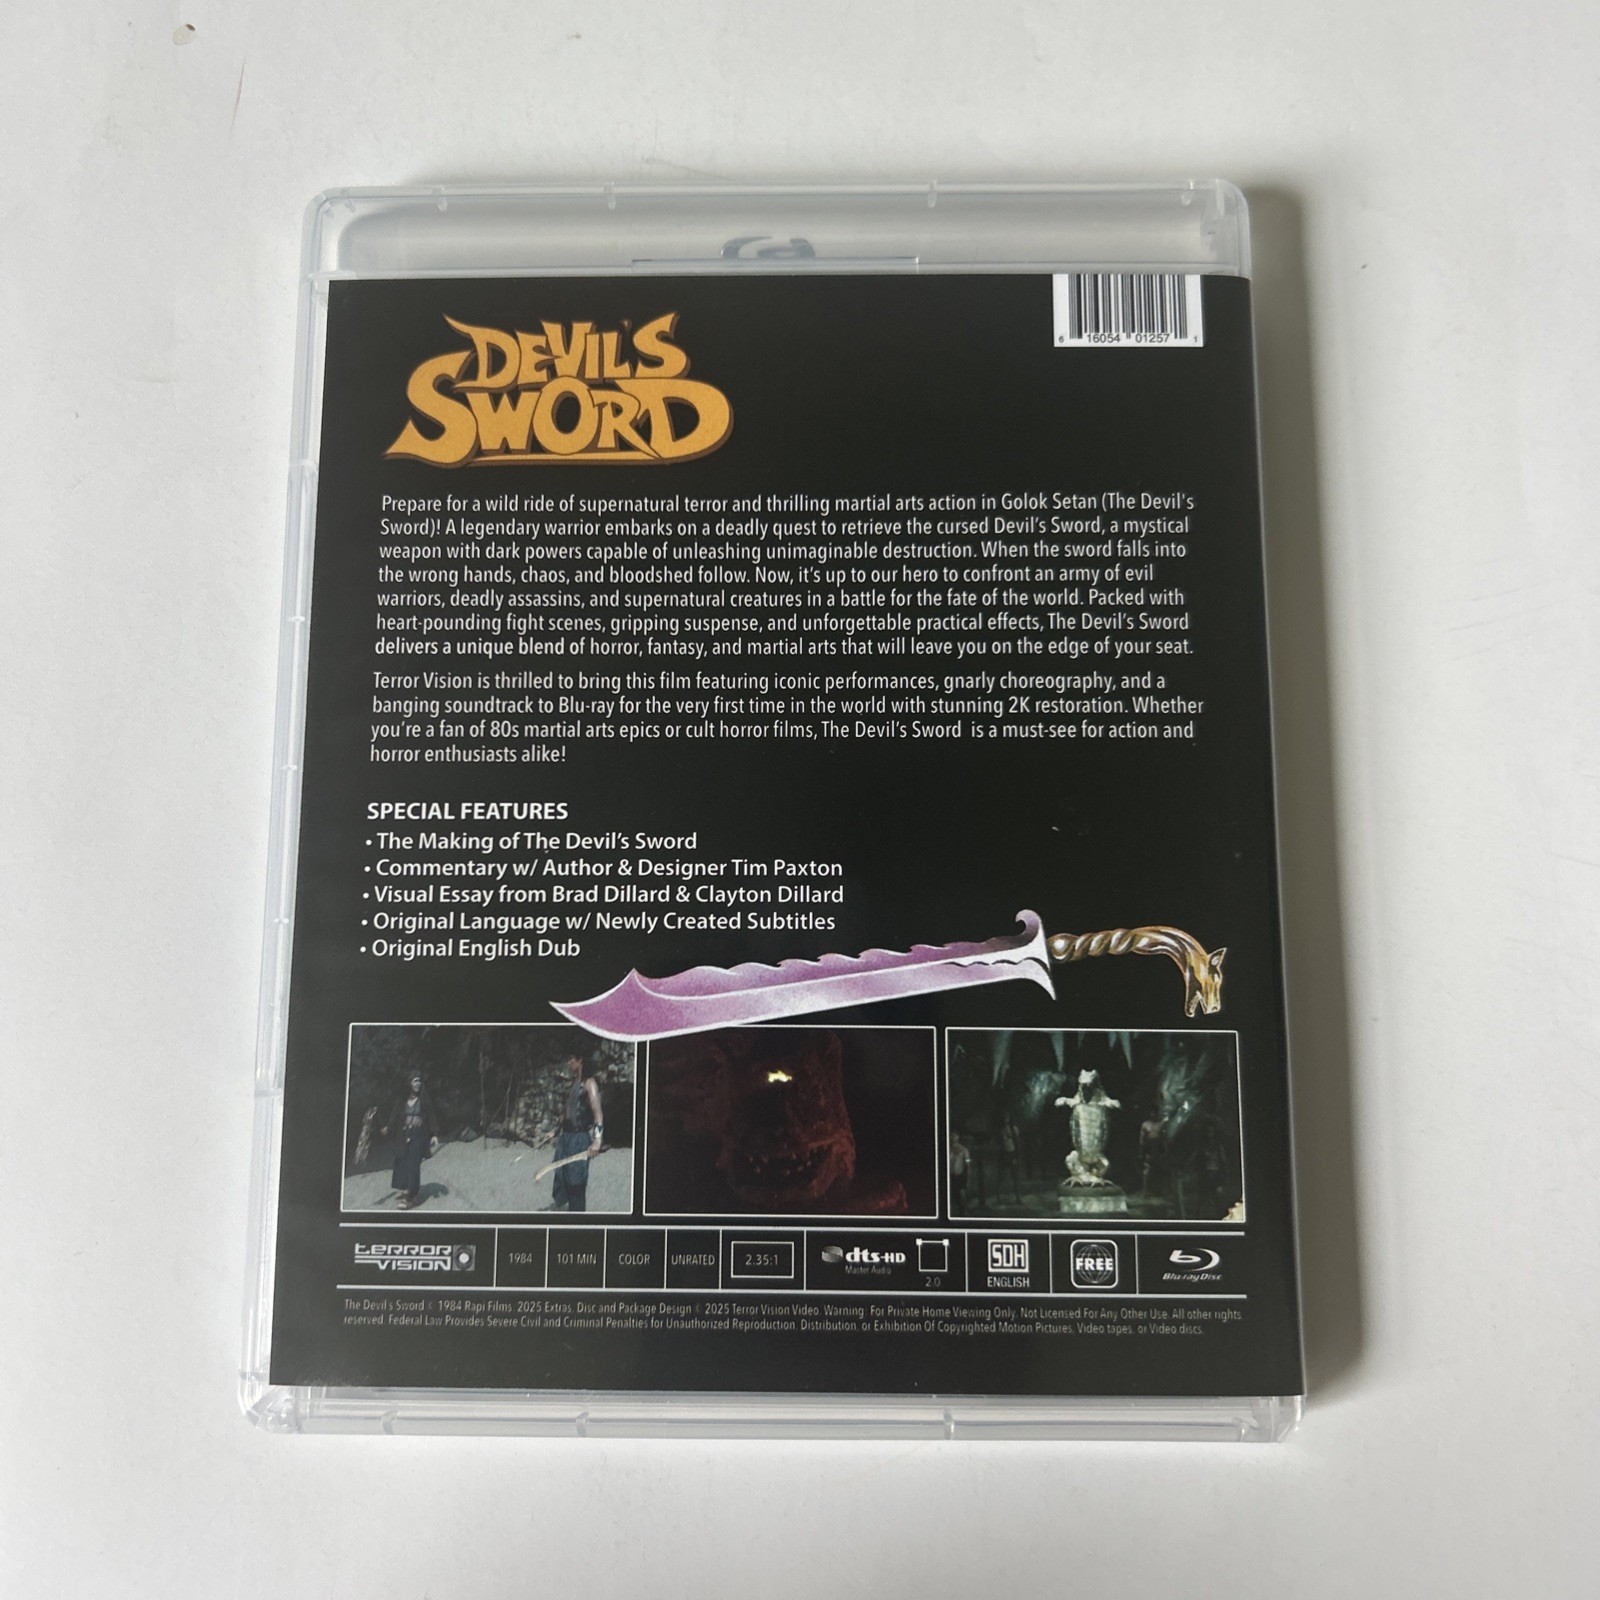 6 16054 01257 1
DEVIL'S
SWORD
Prepare for a wild ride of supernatural terror and thrilling martial arts action in Golok Setan (The Devil's
Sword)! A legendary warrior embarks on a deadly quest to retrieve the cursed Devil's Sword, a mystical
weapon with dark powers capable of unleashing unimaginable destruction. When the sword falls into
the wrong hands, chaos, and bloodshed follow. Now, it's up to our hero to confront an army of evil
warriors, deadly assassins, and supernatural creatures in a battle for the fate of the world. Packed with
heart-pounding fight scenes, gripping suspense, and unforgettable practical effects, The Devil's Sword
delivers a unique blend of horror, fantasy, and martial arts that will leave you on the edge of your seat.
Terror Vision is thrilled to bring this film featuring iconic performances, gnarly choreography, and a
banging soundtrack to Blu-ray for the very first time in the world with stunning 2K restoration. Whether
you're a fan of 80s martial arts epics or cult horror films, The Devil's Sword is a must-see for action and
horror enthusiasts alike!
SPECIAL FEATURES
• The Making of The Devil's Sword
• Commentary w/ Author & Designer Tim Paxton
• Visual Essay from Brad Dillard & Clayton Dillard
• Original Language w/ Newly Created Subtitles
• Original English Dub
TERROR VISION 1984 101 MIN COLOR UNRATED 2.35:1 dts-HD Master Audio 2.0 SDH ENGLISH FREE Blu-ray Disc
The Devil's Sword © 1984 Rapi Films. 2025 Extras, Disc and Package Design © 2025 Terror Vision Video. Warning: For Private Home Viewing Only. Not Licensed For Any Other Use. All other rights
reserved. Federal Law Provides Severe Civil and Criminal Penalties for Unauthorized Reproduction, Distribution, or Exhibition Of Copyrighted Motion Pictures, Video tapes, or Video discs.